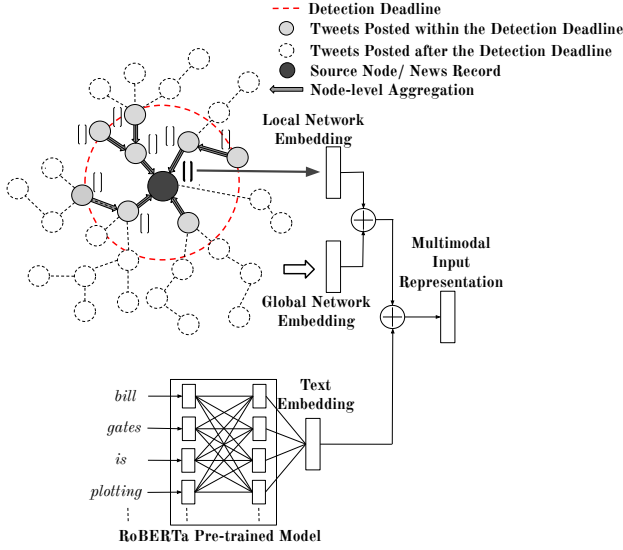 Detection Deadline
Tweets Posted within the Detection Deadline
Tweets Posted after the Detection Deadline
Source Node/ News Record
Node-level Aggregation
Local Network
Embedding
Multimodal
Input
Representation
Global Network
Embedding
Text
Embedding
bill
gates
is
plotting
RoBERTa Pre-trained Model